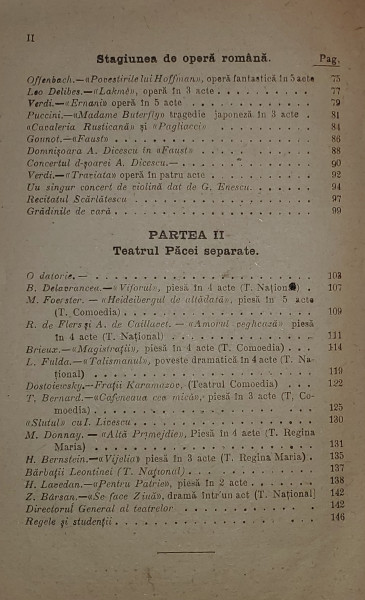 II
Stagiunea de operă română. Pag.
Offenbach.—«Povestirile lui Hoffman», operă fantastică în 5 acte 75
Leo Delibes.—«Lakmé», operă în 3 acte 77
Verdi.—«Ernani» operă în 5 acte 79
Puccini.—«Madame Buterfly» tragedie japoneză în 3 acte 81
«Cavaleria Rusticană» și «Pagliacci» 84
Gounot.—«Faust» 86
Domnișoara A. Dicescu în «Faust» 88
Concertul d-șoarei A. Dicescu.— 90
Verdi.—«Traviata» operă în patru acte 92
Un singur concert de violină dat de G. Enescu. 94
Recitatul Scărlătescu 97
Grădinile de vară 99
PARTEA II
Teatrul Păcei separate.
O datorie.— 103
B. Delavrancea.—«Viforul», piesă în 4 acte (T. Național) 107
M. Foerster.—«Heideibergul de altădată», piesă în 5 acte
(T. Comoedia) 109
R. de Flers și A. de Caillavet.—«Amorul veghează» piesă
în 4 acte (T. Național) 111
Brieux.—«Magistrații», piesă în 4 acte (T. Comoedia) 114
L. Fulda.—«Talismanul», poveste dramatică în 4 acte (T. Na-
țional) 119
Dostoievsky.—Frații Karamazov, (Teatrul Comoedia) 122
T. Bernard.—«Cafeneaua cea mică», piesă în 3 acte (T. Co-
moedia) 125
«Slutul» cu I. Livescu 130
M. Donnay.—«Altă Primejdie», Piesă în 4 acte (T. Regina
Maria) 131
H. Bernstein.—«Vijelia» piesă în 3 acte (T. Regina Maria) 135
Bărbații Leontinei (T. Național) 137
H. Lavedan.—«Pentru Patrie», piesă în 2 acte 138
Z. Bârsan.—«Se face Ziuă», dramă într'un act (T. Național) 142
Directorul General al teatrelor 142
Regele și studenții 146